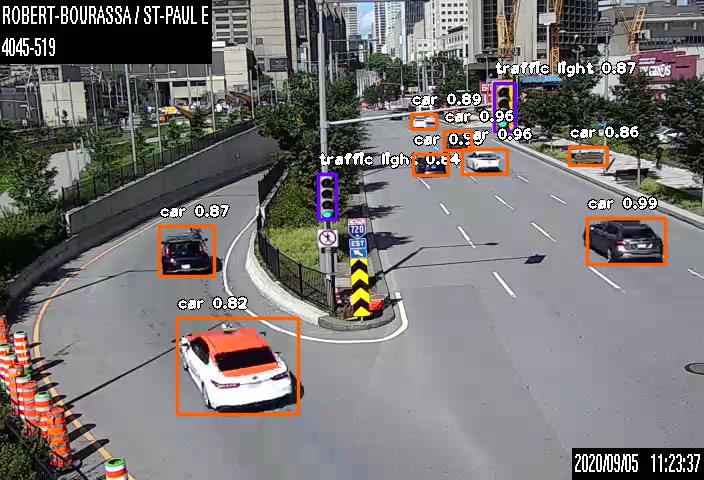 ROBERT-BOURASSA / ST-PAUL E
4045-519
traffic light 0.87
car 0.89
car 0.96
car 0.96
car 0.86
traffic light 0.84
car 0.99
car 0.87
720
EST
car 0.82
2020/09/05 11:23:37